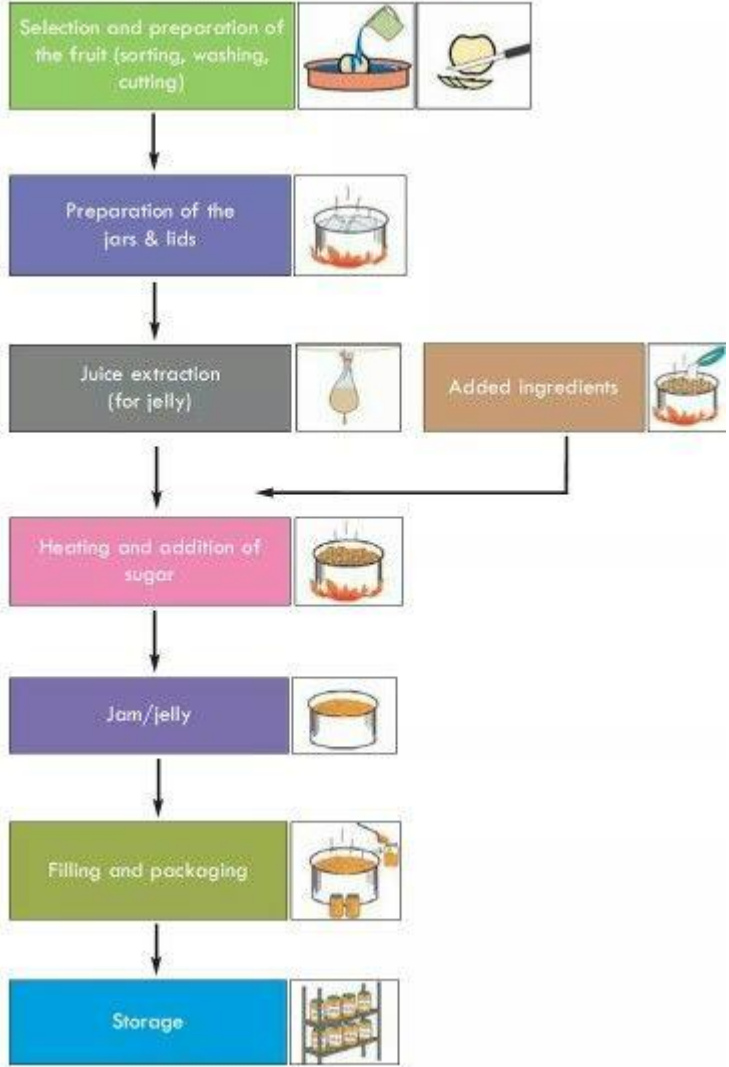 Selection and preparation of
the fruit (sorting, washing,
cutting)
Preparation of the
jars & lids
Juice extraction
(for jelly)
Added ingredients
Heating and addition of
sugar
Jam/jelly
Filling and packaging
Storage